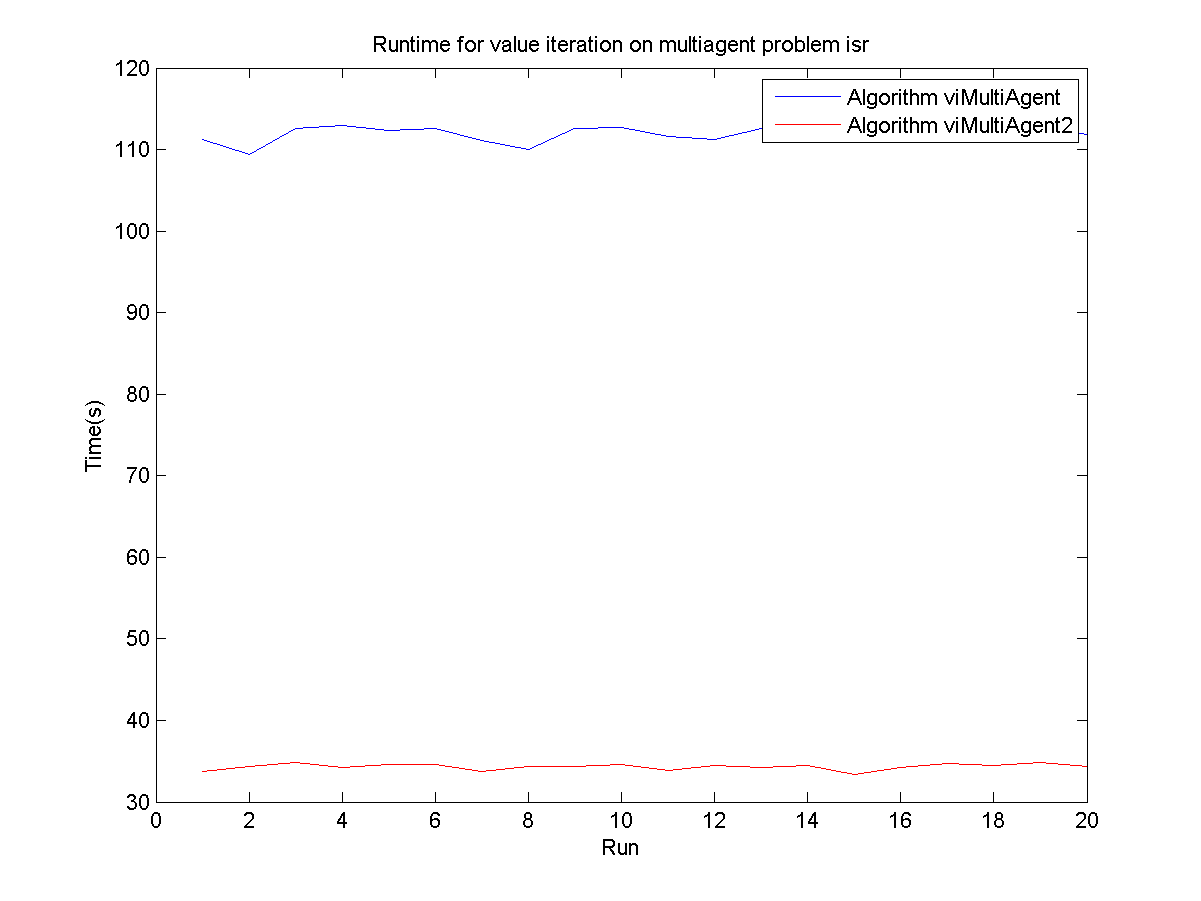 Runtime for value iteration on multiagent problem isr
120
110
100
90
80
70
60
50
40
30
Time(s)
Algorithm viMultiAgent
Algorithm viMultiAgent2
0 2 4 6 8 10 12 14 16 18 20
Run